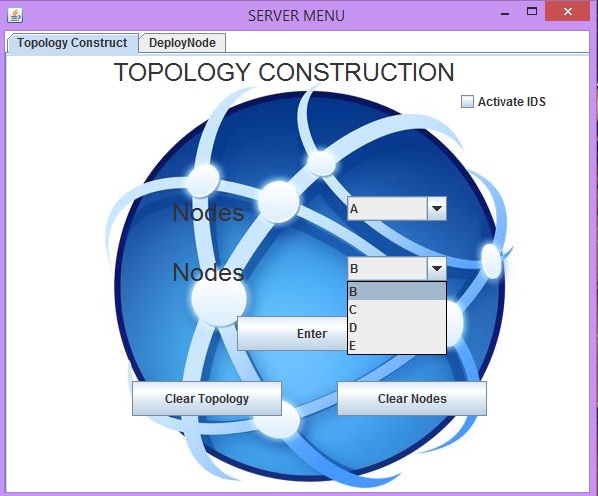 SERVER MENU
Topology Construct DeployNode
TOPOLOGY CONSTRUCTION
Activate IDS
Nodes A
Nodes B
B
C
D
E
Enter
Clear Topology Clear Nodes